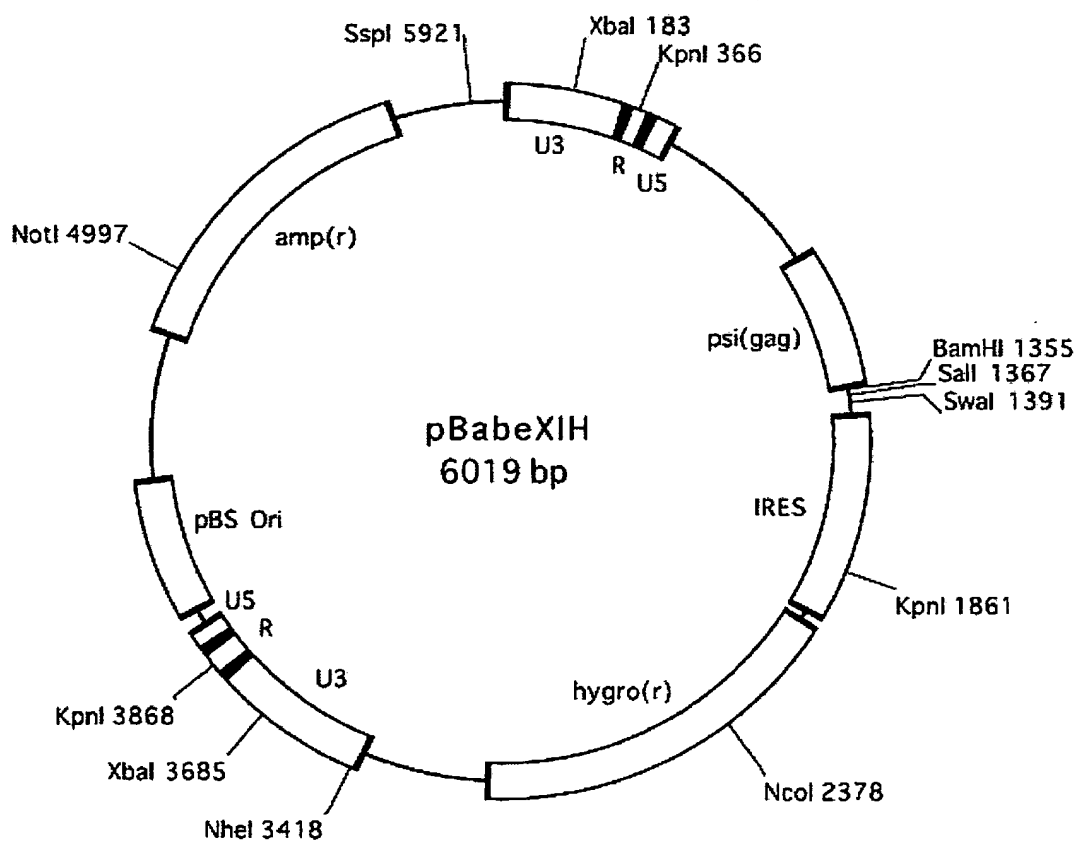 SspI 5921
XbaI 183
KpnI 366
U3
R
U5
NotI 4997
amp(r)
psi(gag)
BamHI 1355
SalI 1367
SwaI 1391
pBabeXIH
6019 bp
IRES
pBS Ori
KpnI 1861
U5
R
U3
hygro(r)
KpnI 3868
XbaI 3685
NcoI 2378
NheI 3418